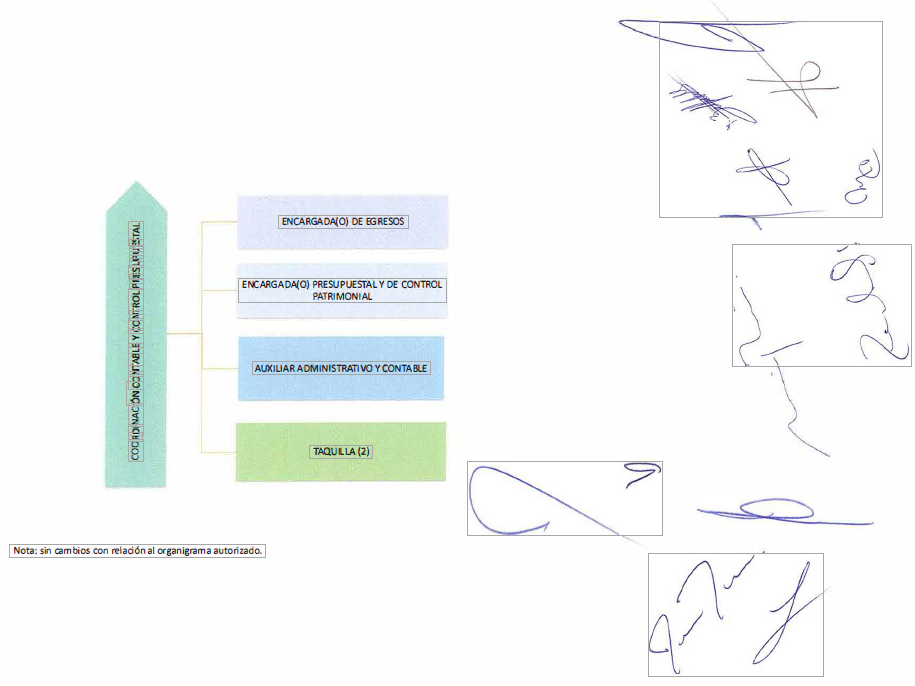 COORDINACIÓN CONTABLE Y CONTROL PRESUPUESTAL
ENCARGADA(O) DE EGRESOS
ENCARGADA(O) PRESUPUESTAL Y DE CONTROL
PATRIMONIAL
AUXILIAR ADMINISTRATIVO Y CONTABLE
TAQUILLA (2)
Nota: sin cambios con relación al organigrama autorizado.